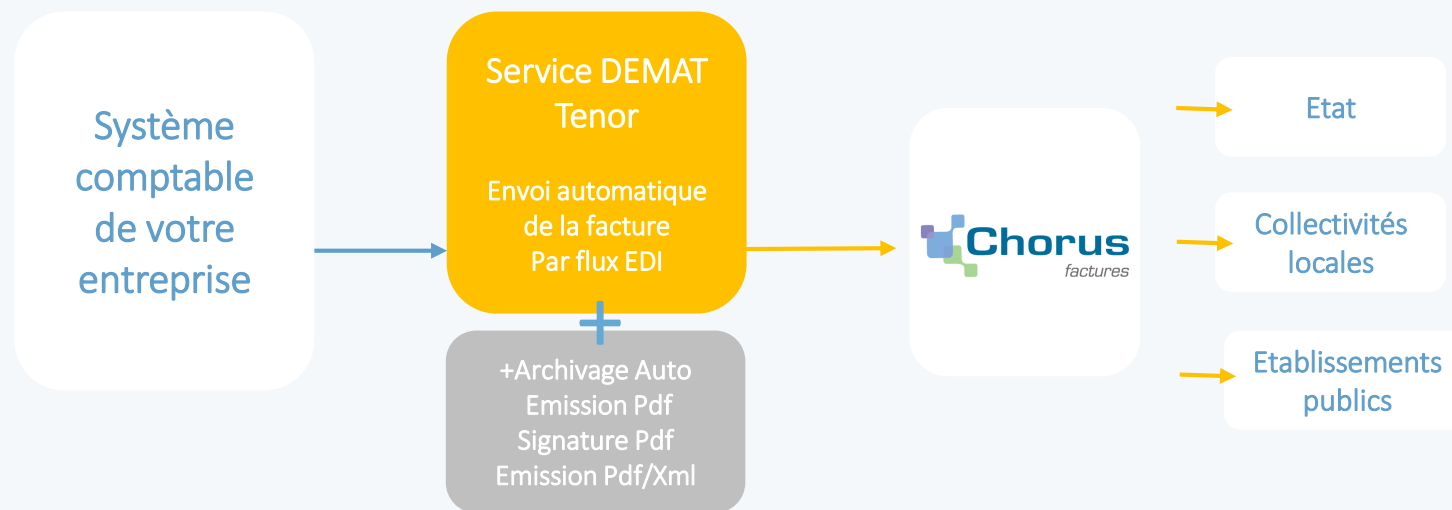 Système
comptable
de votre
entreprise
Service DEMAT
Tenor
Envoi automatique
de la facture
Par flux EDI
+Archivage Auto
Emission Pdf
Signature Pdf
Emission Pdf/Xml
Chorus
factures
Etat
Collectivités
locales
Etablissements
publics